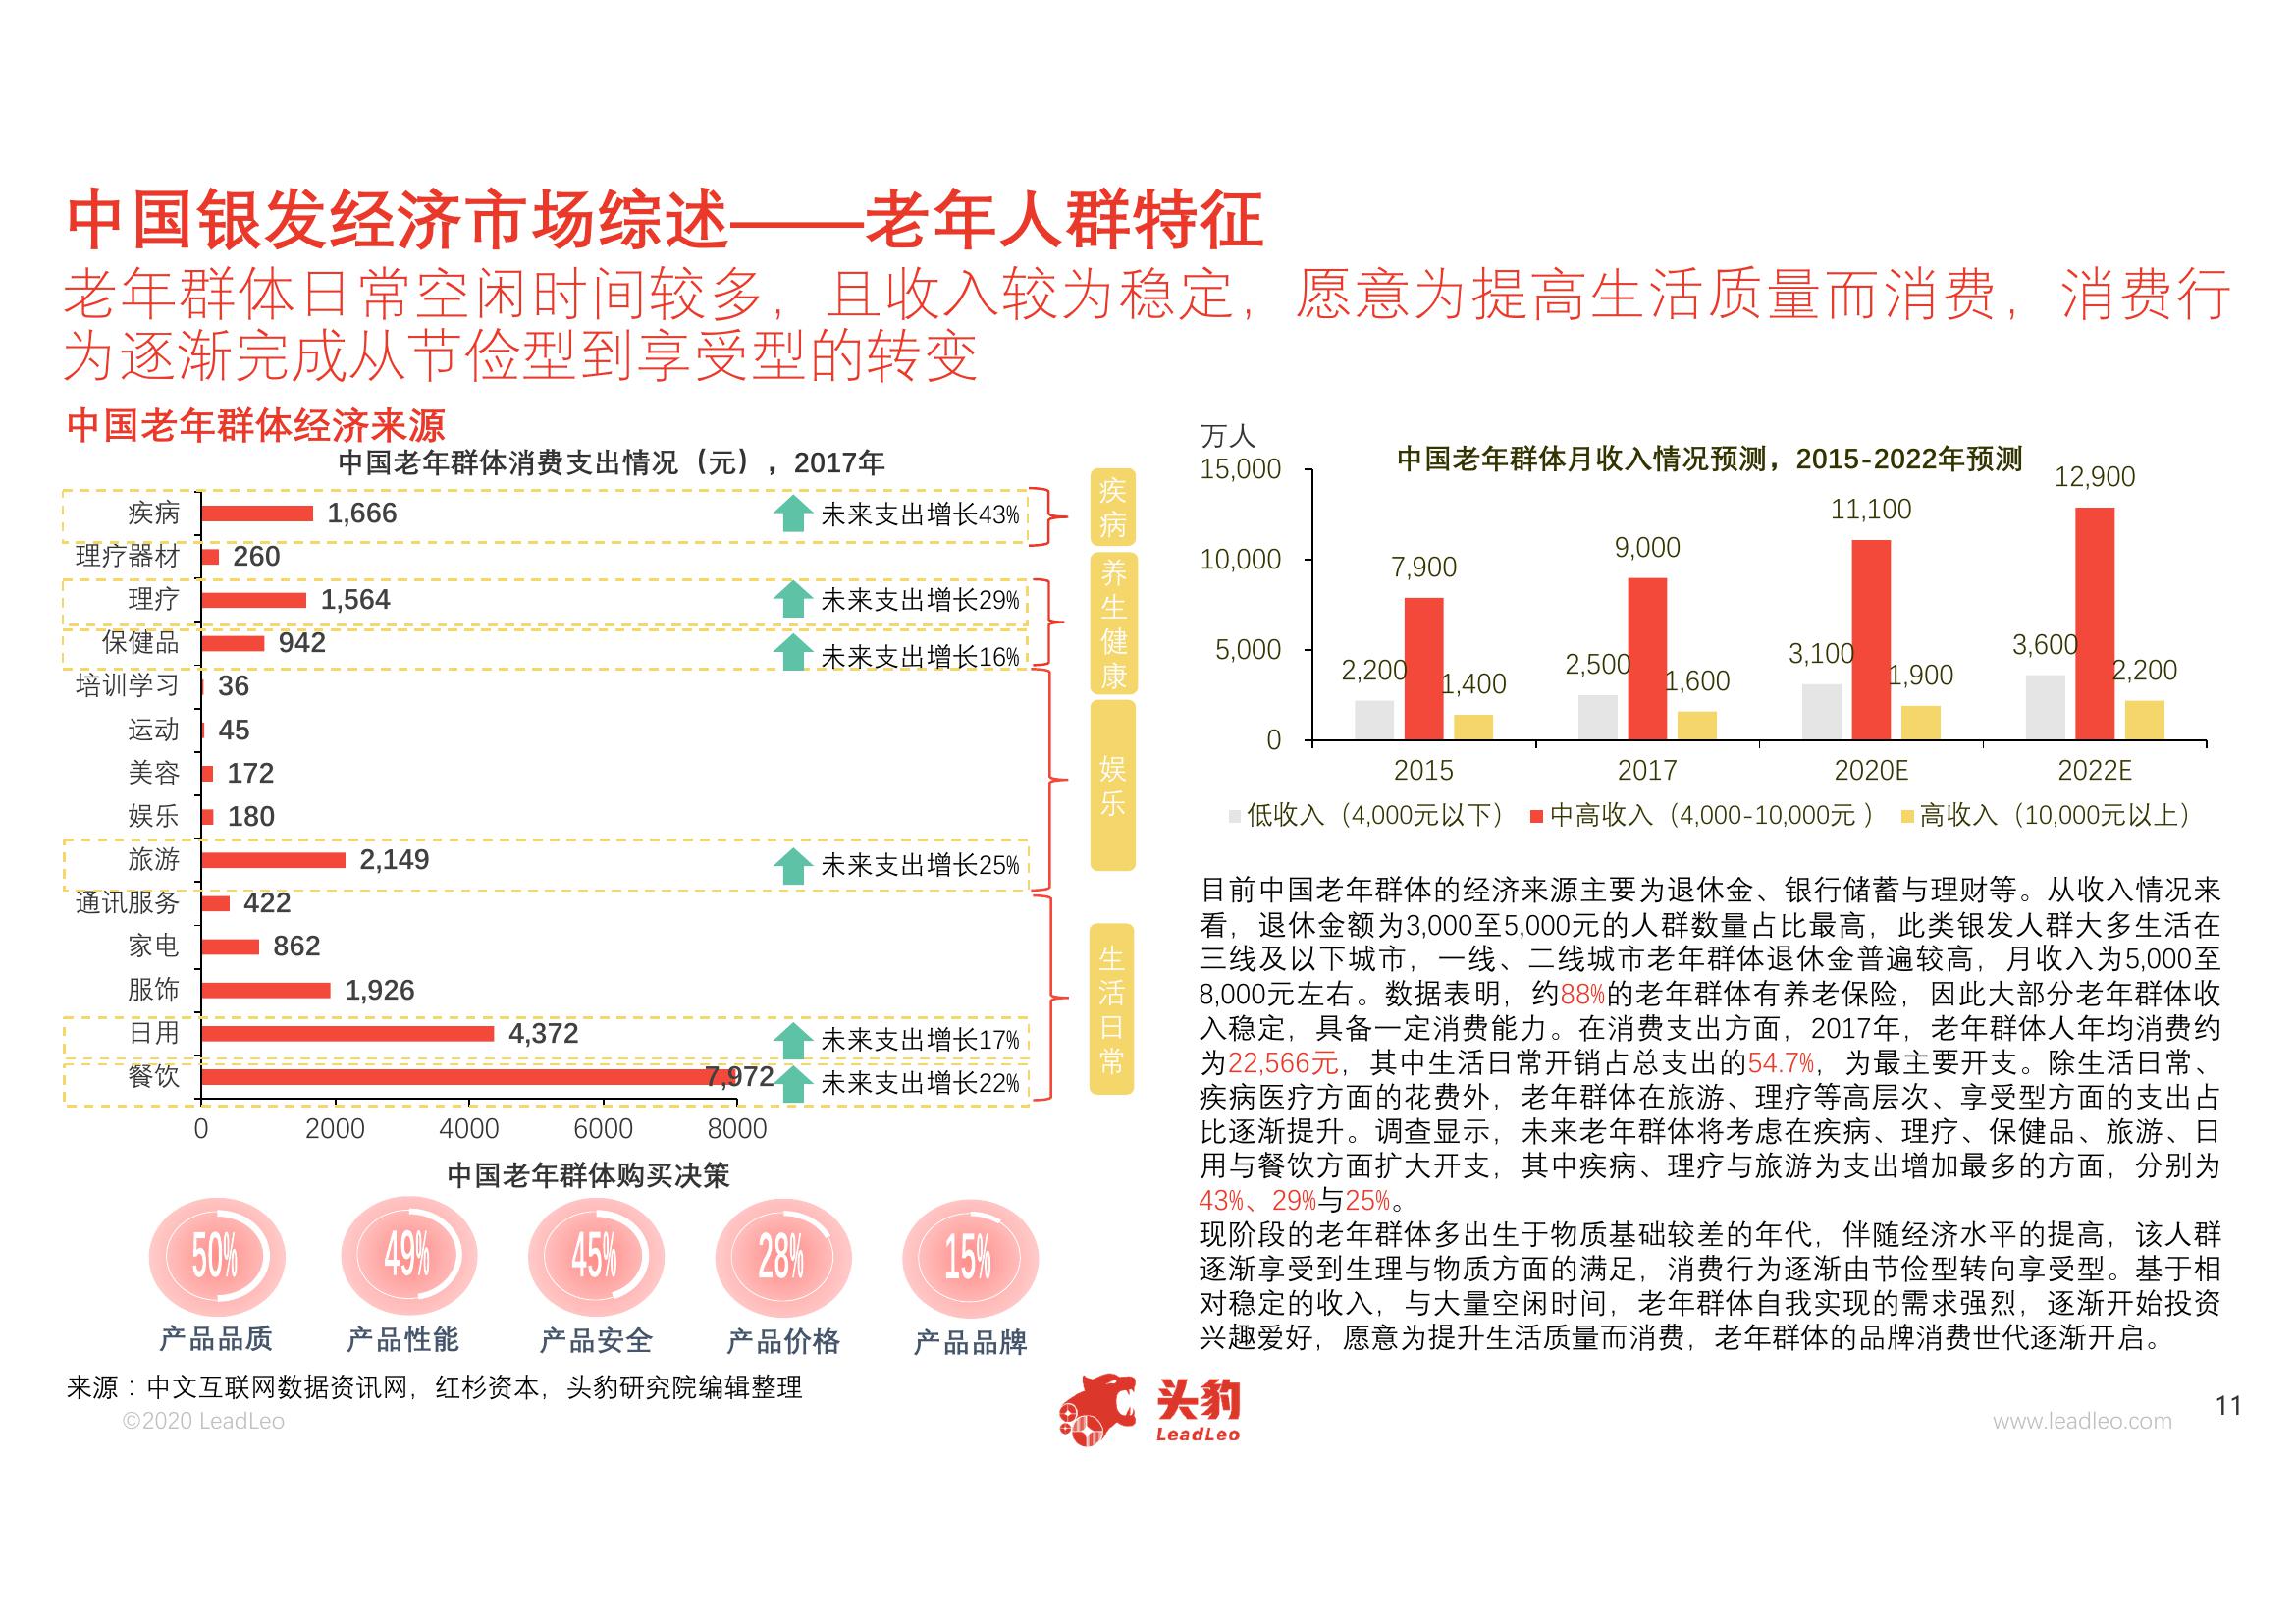 中国银发经济市场综述——老年人群特征
老年群体日常空闲时间较多，且收入较为稳定，愿意为提高生活质量而消费，消费行
为逐渐完成从节俭型到享受型的转变
中国老年群体经济来源
中国老年群体消费支出情况（元），2017年
疾病 1,666 未来支出增长43%
理疗器材 260
理疗 1,564 未来支出增长29%
保健品 942 未来支出增长16%
培训学习 36
运动 45
美容 172
娱乐 180
旅游 2,149 未来支出增长25%
通讯服务 422
家电 862
服饰 1,926
日用 4,372 未来支出增长17%
餐饮 7,972 未来支出增长22%
0 2000 4000 6000 8000
疾病
养生健康
娱乐
生活日常
中国老年群体购买决策
50% 49% 45% 28% 15%
产品品质 产品性能 产品安全 产品价格 产品品牌
来源：中文互联网数据资讯网，红杉资本，头豹研究院编辑整理
©2020 LeadLeo
万人
中国老年群体月收入情况预测，2015-2022年预测
15,000
10,000
5,000
0
2,200 7,900 1,400
2,500 9,000 1,600
3,100 11,100 1,900
3,600 12,900 2,200
2015 2017 2020E 2022E
低收入（4,000元以下） 中高收入（4,000-10,000元 ） 高收入（10,000元以上）
目前中国老年群体的经济来源主要为退休金、银行储蓄与理财等。从收入情况来
看，退休金额为3,000至5,000元的人群数量占比最高，此类银发人群大多生活在
三线及以下城市，一线、二线城市老年群体退休金普遍较高，月收入为5,000至
8,000元左右。数据表明，约88%的老年群体有养老保险，因此大部分老年群体收
入稳定，具备一定消费能力。在消费支出方面，2017年，老年群体人年均消费约
为22,566元，其中生活日常开销占总支出的54.7%，为最主要开支。除生活日常、
疾病医疗方面的花费外，老年群体在旅游、理疗等高层次、享受型方面的支出占
比逐渐提升。调查显示，未来老年群体将考虑在疾病、理疗、保健品、旅游、日
用与餐饮方面扩大开支，其中疾病、理疗与旅游为支出增加最多的方面，分别为
43%、29%与25%。
现阶段的老年群体多出生于物质基础较差的年代，伴随经济水平的提高，该人群
逐渐享受到生理与物质方面的满足，消费行为逐渐由节俭型转向享受型。基于相
对稳定的收入，与大量空闲时间，老年群体自我实现的需求强烈，逐渐开始投资
兴趣爱好，愿意为提升生活质量而消费，老年群体的品牌消费世代逐渐开启。
头豹
LeadLeo
www.leadleo.com
11